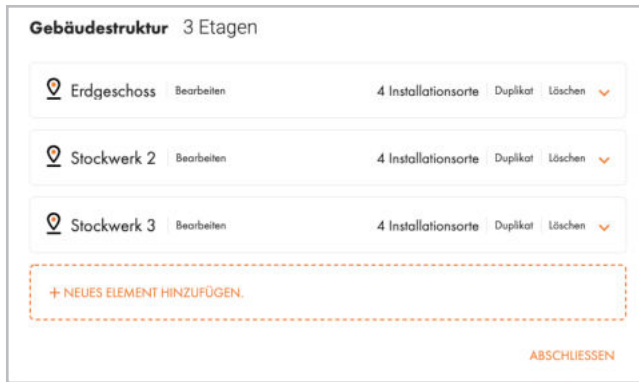 Gebäudestruktur 3 Etagen
Erdgeschoss Bearbeiten 4 Installationsorte Duplikat Löschen
Stockwerk 2 Bearbeiten 4 Installationsorte Duplikat Löschen
Stockwerk 3 Bearbeiten 4 Installationsorte Duplikat Löschen
+ NEUES ELEMENT HINZUFÜGEN.
ABSCHLIESSEN